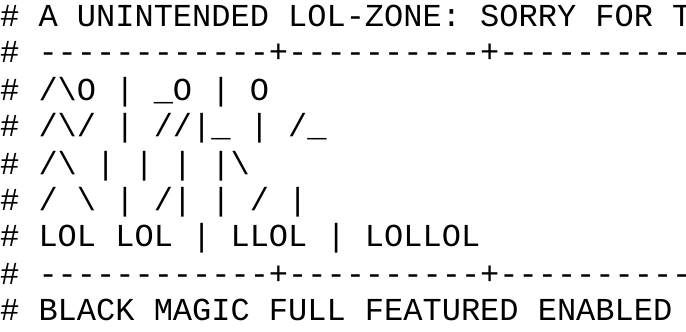 # A UNINTENDED LOL-ZONE: SORRY FOR T
# ------------+----------+----------
# /\O | _O | O
# /\/ | //|_ | /_
# /\ | | | |\
# / \ | /| | / |
# LOL LOL | LLOL | LOLLOL
# ------------+----------+----------
# BLACK MAGIC FULL FEATURED ENABLED